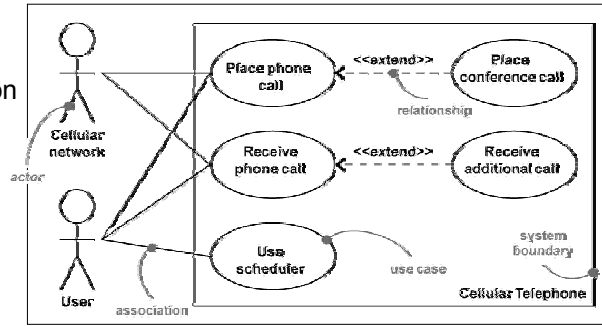 on
Cellular
network
actor
User
association
Place phone
call
<<extend>>
Place
conference call
relationship
Receive
phone call
<<extend>>
Receive
additional call
Use
scheduler
use case
system
boundary
Cellular Telephone